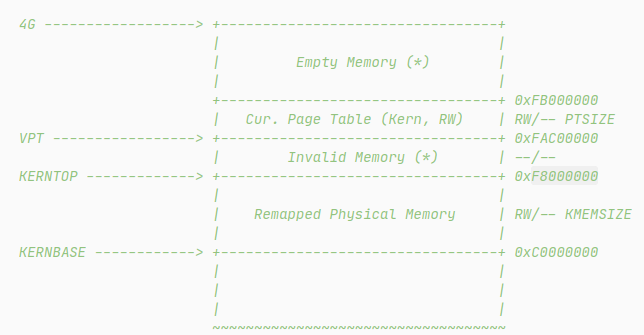 4G ------------------> +---------------------------------+
                       |                                 |
                       |         Empty Memory (*)        |
                       |                                 |
                       +---------------------------------+ 0xFB000000
                       |   Cur. Page Table (Kern, RW)    | RW/-- PTSIZE
VPT -----------------> +---------------------------------+ 0xFAC00000
                       |        Invalid Memory (*)       | --/--
KERNTOP -------------> +---------------------------------+ 0xF8000000
                       |                                 |
                       |    Remapped Physical Memory     | RW/-- KMEMSIZE
                       |                                 |
KERNBASE ------------> +---------------------------------+ 0xC0000000
                       |                                 |
                       |                                 |
                       |                                 |
                       ~~~~~~~~~~~~~~~~~~~~~~~~~~~~~~~~~~~